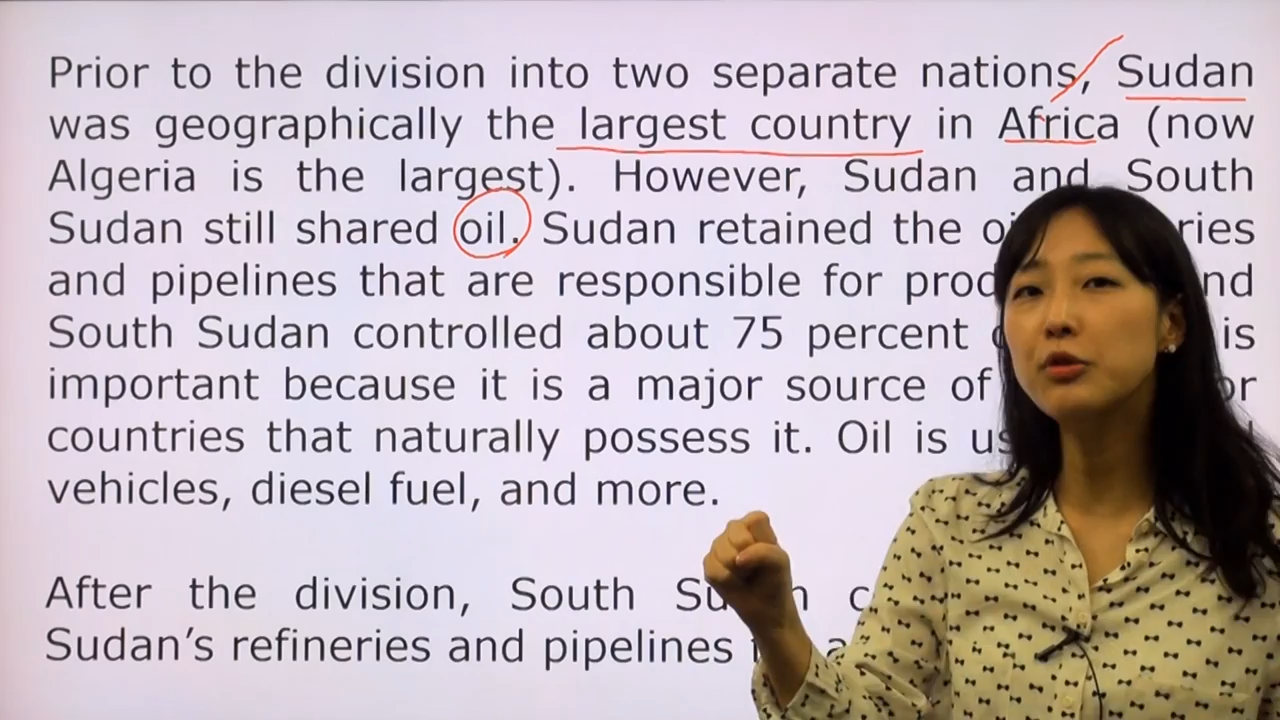 Prior to the division into two separate nations, Sudan
was geographically the largest country in Africa (now
Algeria is the largest). However, Sudan and South
Sudan still shared oil. Sudan retained the
and pipelines that are responsible for
South Sudan controlled about 75 percent is
important because it is a major source of
countries that naturally possess it. Oil is
vehicles, diesel fuel, and more.
After the division, South
Sudan's refineries and pipelines